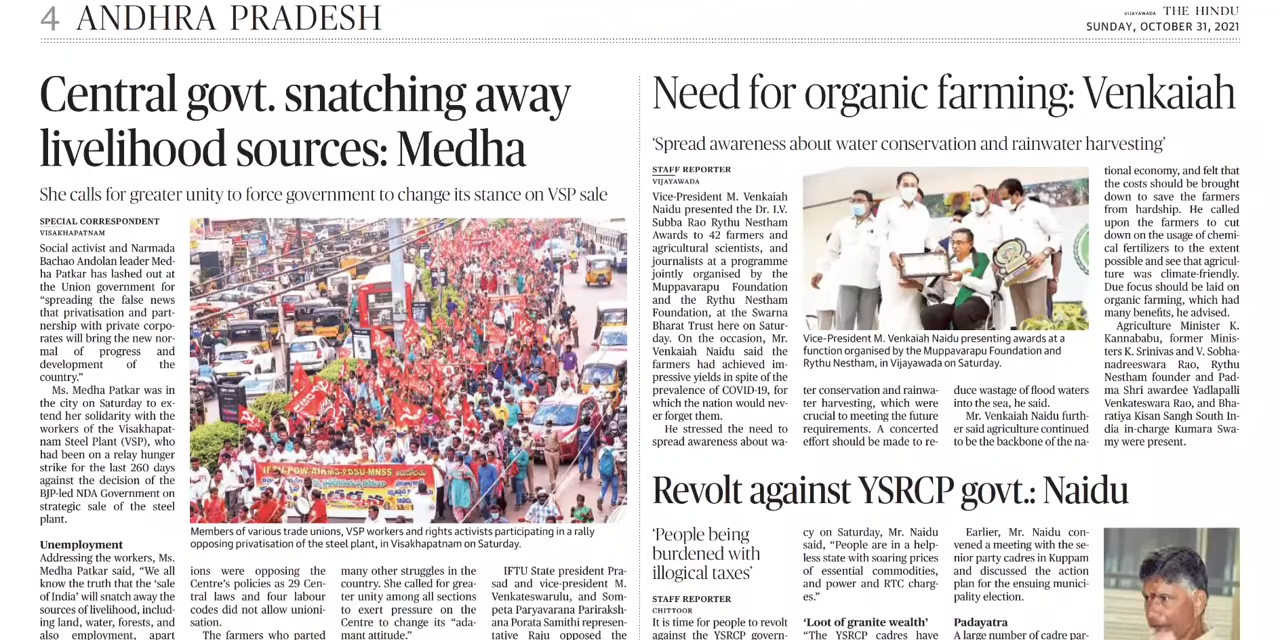 4 ANDHRA PRADESH
VIJAYAWADA THE HINDU
SUNDAY, OCTOBER 31, 2021
Central govt. snatching away
livelihood sources: Medha
She calls for greater unity to force government to change its stance on VSP sale
SPECIAL CORRESPONDENT
VISAKHAPATNAM
Social activist and Narmada
Bachao Andolan leader Med-
ha Patkar has lashed out at
the Union government for
“spreading the false news
that privatisation and part-
nership with private corpo-
rates will bring the new nor-
mal of progress and
development of the
country.”
Ms. Medha Patkar was in
the city on Saturday to ex-
tend her solidarity with the
workers of the Visakhapat-
nam Steel Plant (VSP), who
had been on a relay hunger
strike for the last 260 days
against the decision of the
BJP-led NDA Government on
strategic sale of the steel
plant.
Unemployment
Addressing the workers, Ms.
Medha Patkar said, “We all
know the truth that the ‘sale
of India’ will snatch away the
sources of livelihood, includ-
ing land, water, forests, and
also employment, apart
IFTU-POW-AIKMS-PDSU-MNSS
Members of various trade unions, VSP workers and rights activists participating in a rally
opposing privatisation of the steel plant, in Visakhapatnam on Saturday.
ions were opposing the
Centre’s policies as 29 Cen-
tral laws and four labour
codes did not allow unioni-
sation.
The farmers who parted
many other struggles in the
country. She called for grea-
ter unity among all sections
to exert pressure on the
Centre to change its “ada-
mant attitude.”
IFTU State president Pra-
sad and vice-president M.
Venkateswarulu, and Som-
peta Paryavarana Pariraksh-
ana Porata Samithi represen-
tative Raju opposed the
Need for organic farming: Venkaiah
‘Spread awareness about water conservation and rainwater harvesting’
STAFF REPORTER
VIJAYAWADA
Vice-President M. Venkaiah
Naidu presented the Dr. I.V.
Subba Rao Rythu Nestham
Awards to 42 farmers and
agricultural scientists, and
journalists at a programme
jointly organised by the
Muppavarapu Foundation
and the Rythu Nestham
Foundation, at the Swarna
Bharat Trust here on Satur-
day. On the occasion, Mr.
Venkaiah Naidu said the
farmers had achieved im-
pressive yields in spite of the
prevalence of COVID-19, for
which the nation would nev-
er forget them.
He stressed the need to
spread awareness about wa-
Vice-President M. Venkaiah Naidu presenting awards at a
function organised by the Muppavarapu Foundation and
Rythu Nestham, in Vijayawada on Saturday.
ter conservation and rainwa-
ter harvesting, which were
crucial to meeting the future
requirements. A concerted
effort should be made to re-
duce wastage of flood waters
into the sea, he said.
Mr. Venkaiah Naidu furth-
er said agriculture continued
to be the backbone of the na-
tional economy, and felt that
the costs should be brought
down to save the farmers
from hardship. He called
upon the farmers to cut
down on the usage of chemi-
cal fertilizers to the extent
possible and see that agricul-
ture was climate-friendly.
Due focus should be laid on
organic farming, which had
many benefits, he advised.
Agriculture Minister K.
Kannababu, former Minis-
ters K. Srinivas and V. Sobha-
nadreeswara Rao, Rythu
Nestham founder and Pad-
ma Shri awardee Yadlapalli
Venkateswara Rao, and Bha-
ratiya Kisan Sangh South In-
dia in-charge Kumara Swa-
my were present.
Revolt against YSRCP govt.: Naidu
‘People being
burdened with
illogical taxes’
STAFF REPORTER
CHITTOOR
It is time for people to revolt
against the YSRCP govern-
cy on Saturday, Mr. Naidu
said, “People are in a help-
less state with soaring prices
of essential commodities,
and power and RTC charg-
es.”
‘Loot of granite wealth’
“The YSRCP cadres have
Earlier, Mr. Naidu con-
vened a meeting with the se-
nior party cadres in Kuppam
and discussed the action
plan for the ensuing munici-
pality election.
Padayatra
A large number of cadre par-